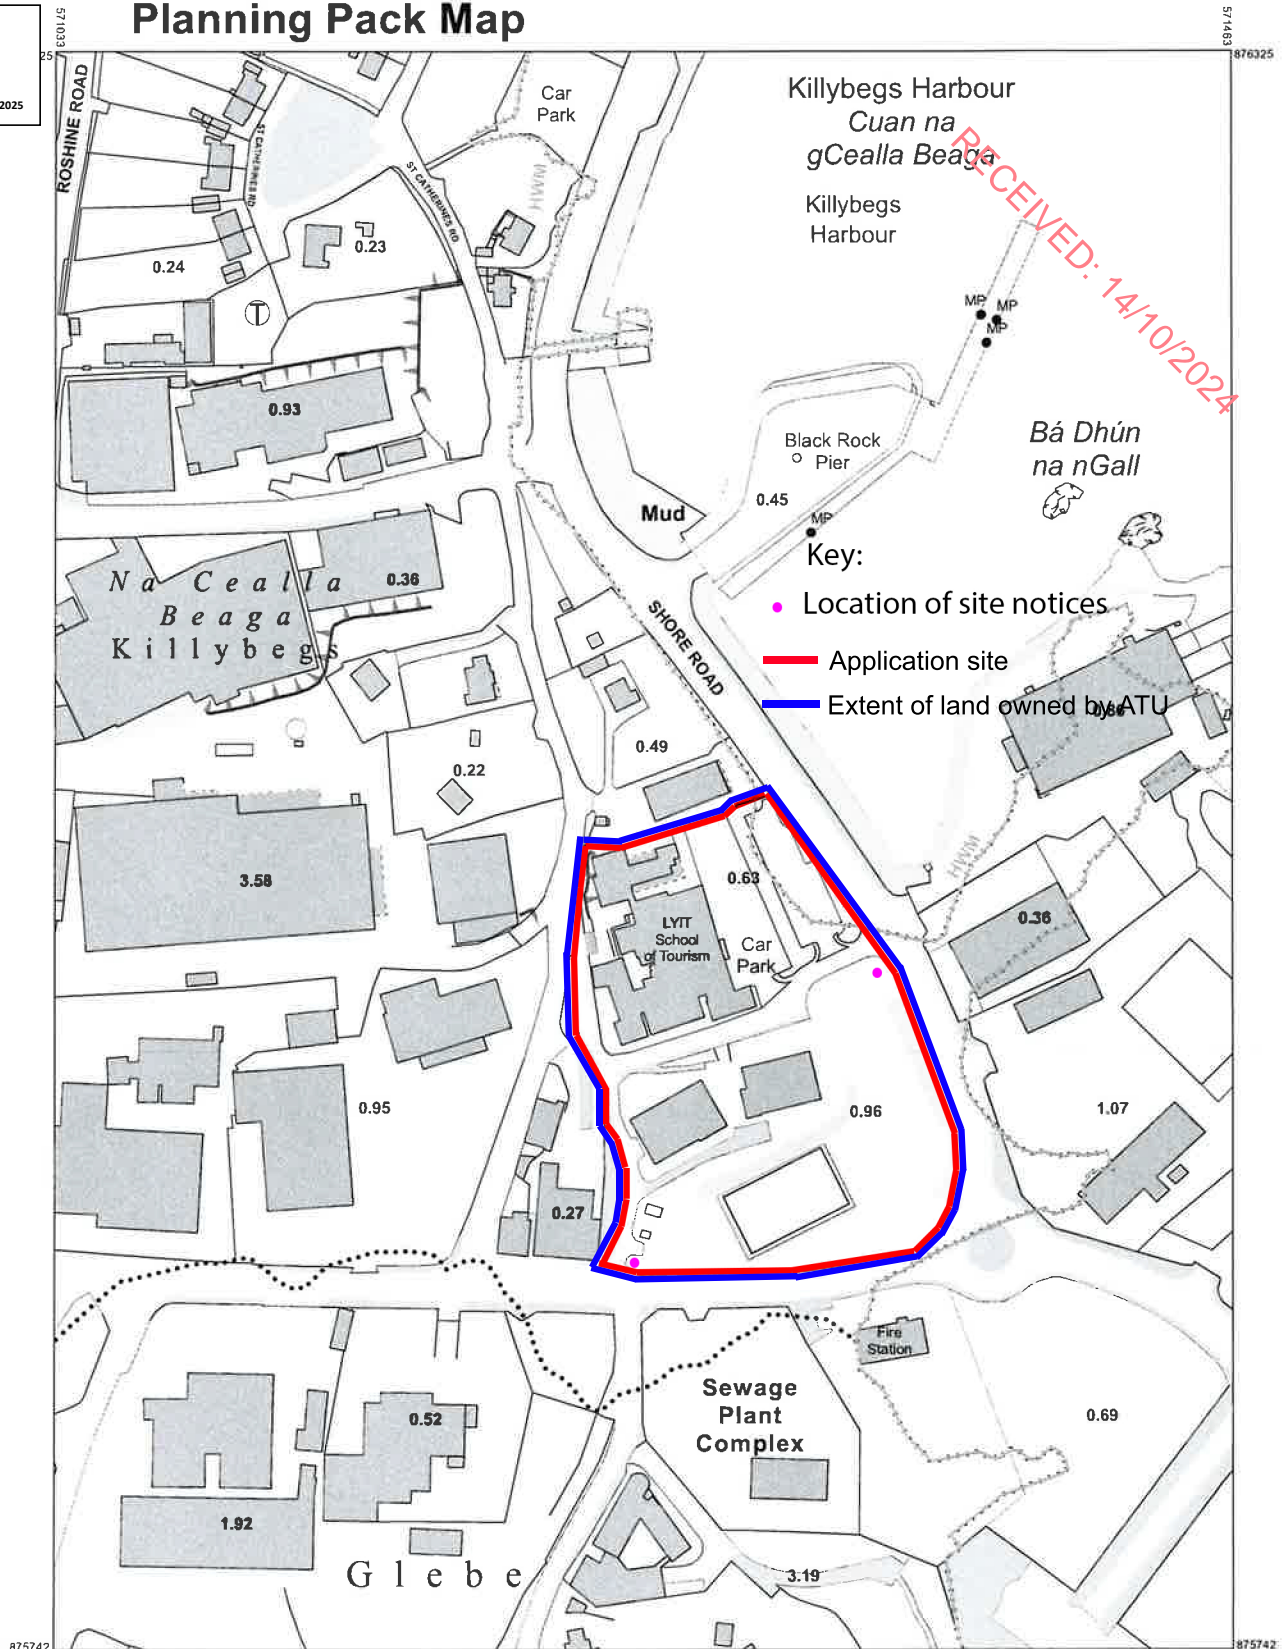 Planning Pack Map
571033
571463
25
876325
2025
ROSHINE ROAD
ST CATHERINES RD
ST CATHERINES RD
Car
Park
HWM
Killybegs Harbour
Cuan na
gCealla Beaga
Killybegs
Harbour
RECEIVED: 14/10/2024
0.23
0.24
T
MP
MP
MP
0.93
Black Rock
Pier
0.45
Bá Dhún
na nGall
Mud
MP
Key:
Location of site notices
Application site
Extent of land owned by ATU
0.86
Na Cealla
Beaga
Killybegs
0.36
SHORE ROAD
0.49
0.22
3.58
0.63
HWM
0.36
LYIT
School
of Tourism
Car
Park
0.95
0.96
1.07
0.27
Fire
Station
Sewage
Plant
Complex
0.52
0.69
1.92
Glebe
3.19
875742
875742